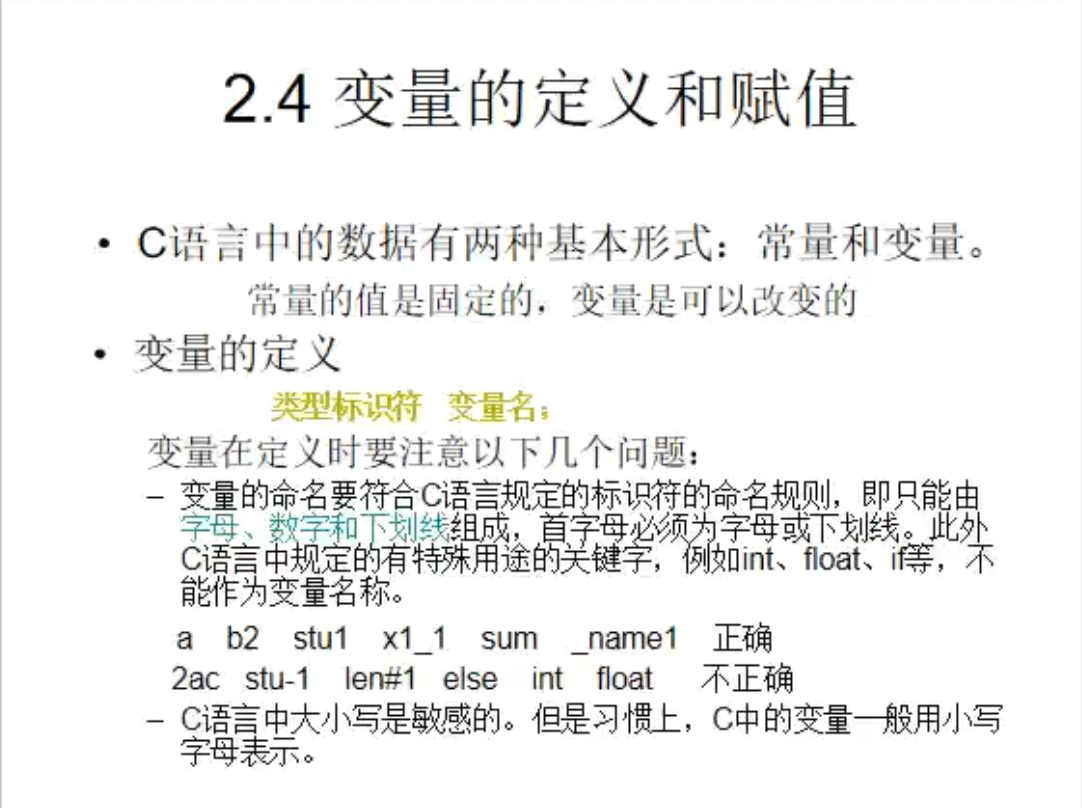 2.4 变量的定义和赋值
• C语言中的数据有两种基本形式：常量和变量。
常量的值是固定的，变量是可以改变的
• 变量的定义
类型标识符 变量名；
变量在定义时要注意以下几个问题：
– 变量的命名要符合C语言规定的标识符的命名规则，即只能由
字母、数字和下划线组成，首字母必须为字母或下划线。此外
C语言中规定的有特殊用途的关键字，例如int、float、if等，不
能作为变量名称。
a b2 stu1 x1_1 sum _name1 正确
2ac stu-1 len#1 else int float 不正确
– C语言中大小写是敏感的。但是习惯上，C中的变量一般用小写
字母表示。